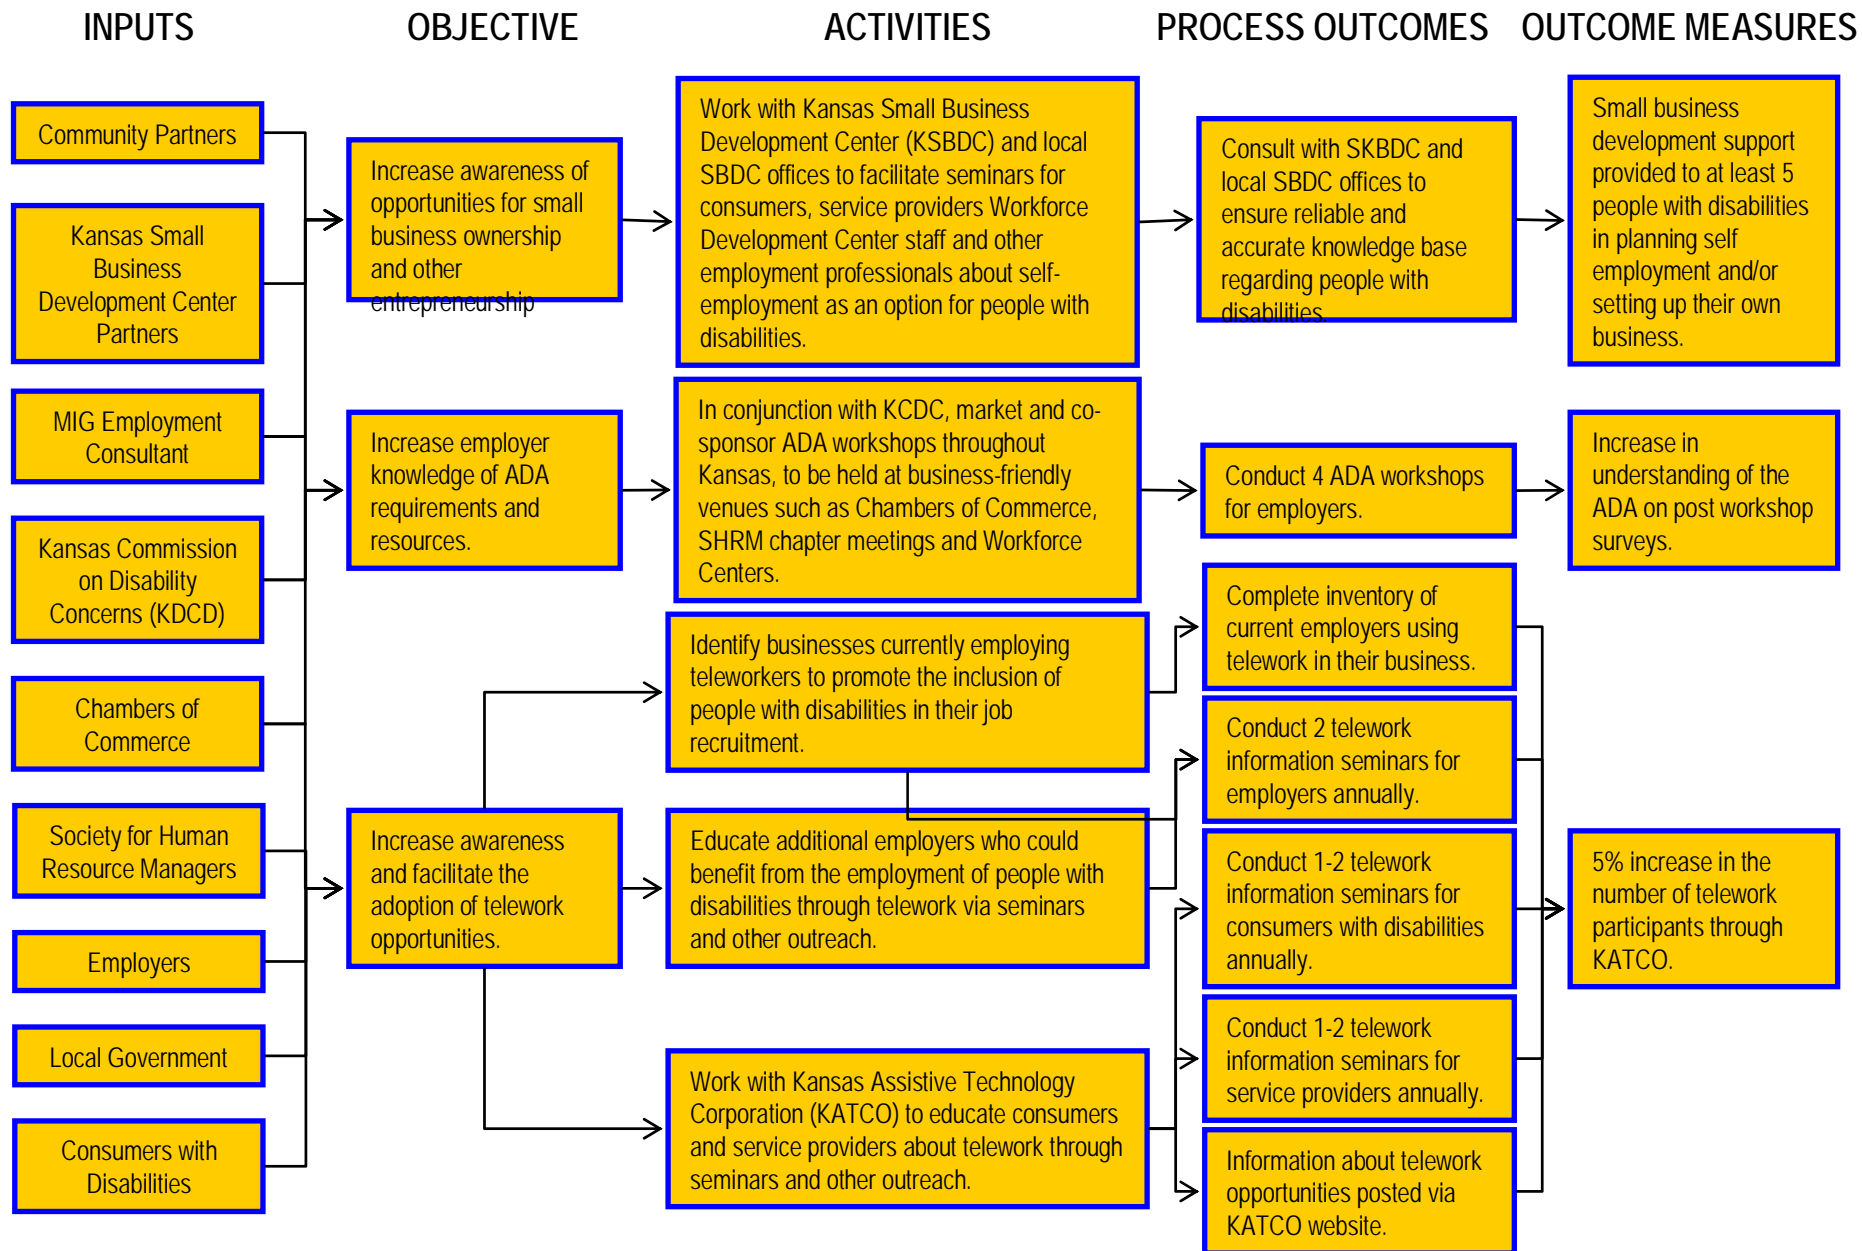 INPUTS
OBJECTIVE
ACTIVITIES
PROCESS OUTCOMES
OUTCOME MEASURES
Community Partners
Kansas Small
Business
Development Center
Partners
MIG Employment
Consultant
Kansas Commission
on Disability
Concerns (KDCD)
Chambers of
Commerce
Society for Human
Resource Managers
Employers
Local Government
Consumers with
Disabilities
Increase awareness of
opportunities for small
business ownership
and other
entrepreneurship
Increase employer
knowledge of ADA
requirements and
resources.
Increase awareness
and facilitate the
adoption of telework
opportunities.
Work with Kansas Small Business
Development Center (KSBDC) and local
SBDC offices to facilitate seminars for
consumers, service providers Workforce
Development Center staff and other
employment professionals about self-
employment as an option for people with
disabilities.
In conjunction with KCDC, market and co-
sponsor ADA workshops throughout
Kansas, to be held at business-friendly
venues such as Chambers of Commerce,
SHRM chapter meetings and Workforce
Centers.
Identify businesses currently employing
teleworkers to promote the inclusion of
people with disabilities in their job
recruitment.
Educate additional employers who could
benefit from the employment of people with
disabilities through telework via seminars
and other outreach.
Work with Kansas Assistive Technology
Corporation (KATCO) to educate consumers
and service providers about telework through
seminars and other outreach.
Consult with SKBDC and
local SBDC offices to
ensure reliable and
accurate knowledge base
regarding people with
disabilities.
Conduct 4 ADA workshops
for employers.
Complete inventory of
current employers using
telework in their business.
Conduct 2 telework
information seminars for
employers annually.
Conduct 1-2 telework
information seminars for
consumers with disabilities
annually.
Conduct 1-2 telework
information seminars for
service providers annually.
Information about telework
opportunities posted via
KATCO website.
Small business
development support
provided to at least 5
people with disabilities
in planning self
employment and/or
setting up their own
business.
Increase in
understanding of the
ADA on post workshop
surveys.
5% increase in the
number of telework
participants through
KATCO.